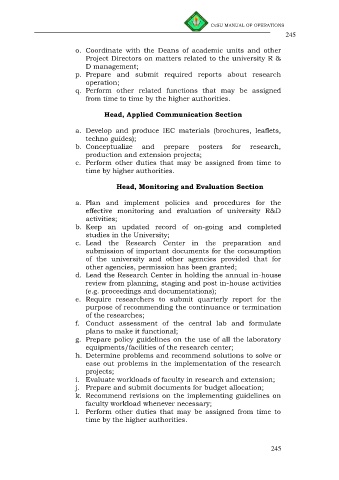 CvSU MANUAL OF OPERATIONS
245
o. Coordinate with the Deans of academic units and other
Project Directors on matters related to the university R &
D management;
p. Prepare and submit required reports about research
operation;
q. Perform other related functions that may be assigned
from time to time by the higher authorities.
Head, Applied Communication Section
a. Develop and produce IEC materials (brochures, leaflets,
techno guides);
b. Conceptualize and prepare posters for research,
production and extension projects;
c. Perform other duties that may be assigned from time to
time by higher authorities.
Head, Monitoring and Evaluation Section
a. Plan and implement policies and procedures for the
effective monitoring and evaluation of university R&D
activities;
b. Keep an updated record of on-going and completed
studies in the University;
c. Lead the Research Center in the preparation and
submission of important documents for the consumption
of the university and other agencies provided that for
other agencies, permission has been granted;
d. Lead the Research Center in holding the annual in-house
review from planning, staging and post in-house activities
(e.g. proceedings and documentations);
e. Require researchers to submit quarterly report for the
purpose of recommending the continuance or termination
of the researches;
f. Conduct assessment of the central lab and formulate
plans to make it functional;
g. Prepare policy guidelines on the use of all the laboratory
equipments/facilities of the research center;
h. Determine problems and recommend solutions to solve or
ease out problems in the implementation of the research
projects;
i. Evaluate workloads of faculty in research and extension;
j. Prepare and submit documents for budget allocation;
k. Recommend revisions on the implementing guidelines on
faculty workload whenever necessary;
l. Perform other duties that may be assigned from time to
time by the higher authorities.
245